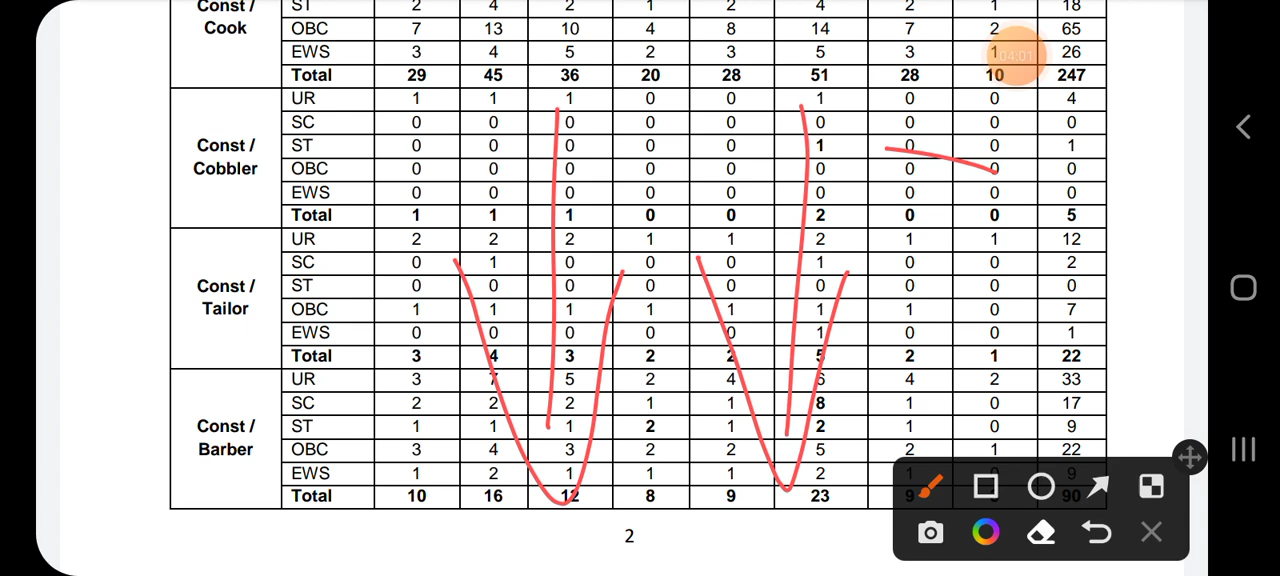 Const / Cook ST 2 4 2 1 2 4 2 1 18
OBC 7 13 10 4 8 14 7 2 65
EWS 3 4 5 2 3 5 3 1 26
04:01
Total 29 45 36 20 28 51 28 10 247
Const / Cobbler UR 1 1 1 0 0 1 0 0 4
SC 0 0 0 0 0 0 0 0 0
ST 0 0 0 0 0 1 0 0 1
OBC 0 0 0 0 0 0 0 0 0
EWS 0 0 0 0 0 0 0 0 0
Total 1 1 1 0 0 2 0 0 5
Const / Tailor UR 2 2 2 1 1 2 1 1 12
SC 0 1 0 0 0 1 0 0 2
ST 0 0 0 0 0 0 0 0 0
OBC 1 1 1 1 1 1 1 0 7
EWS 0 0 0 0 0 1 0 0 1
Total 3 4 3 2 2 5 2 1 22
Const / Barber UR 3 7 5 2 4 6 4 2 33
SC 2 2 2 1 1 8 1 0 17
ST 1 1 1 2 1 2 1 0 9
OBC 3 4 3 2 2 5 2 1 22
EWS 1 2 1 1 1 2 1 9
Total 10 16 12 8 9 23 9 90
2